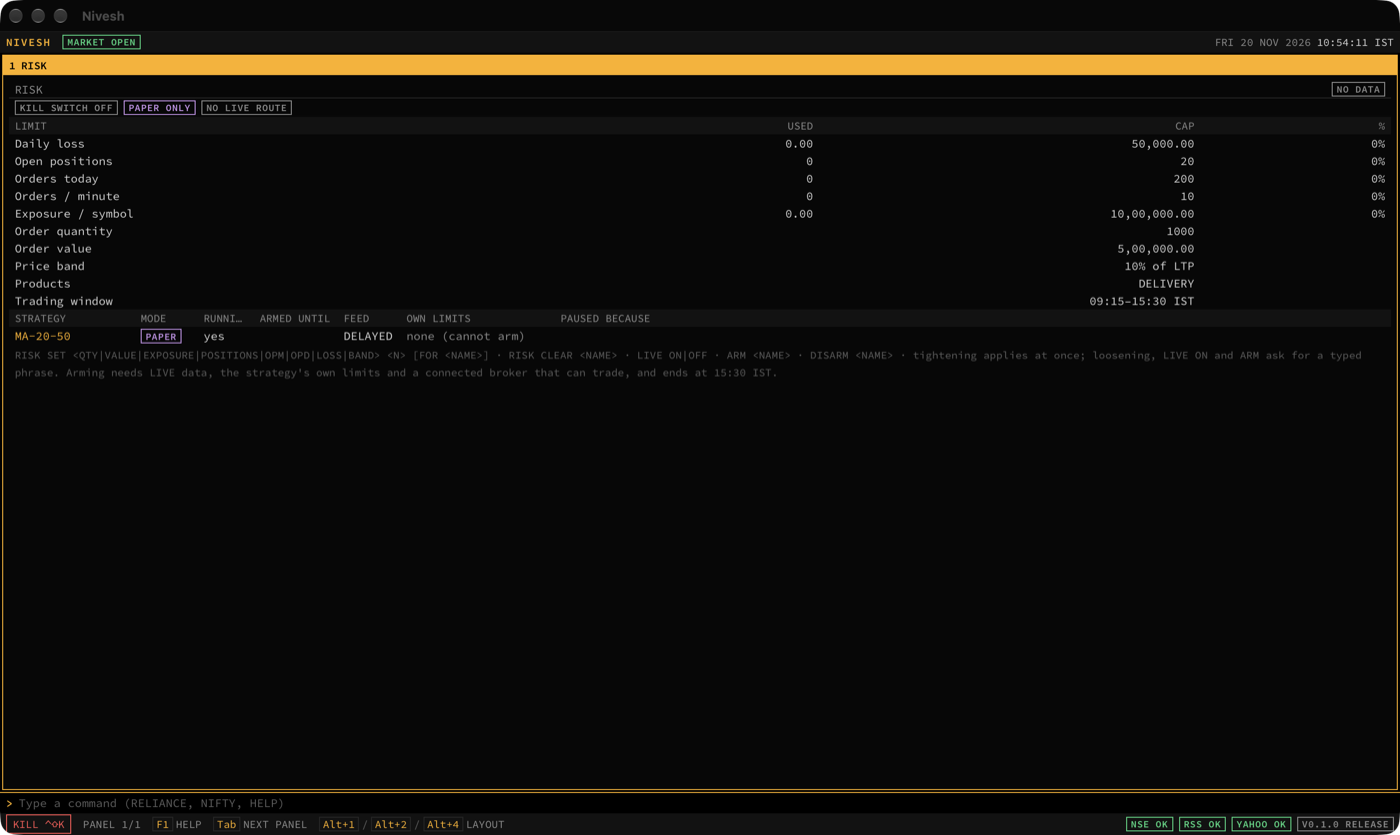 Nivesh
NIVESH MARKET OPEN FRI 20 NOV 2026 10:54:11 IST
1 RISK
RISK NO DATA
KILL SWITCH OFF PAPER ONLY NO LIVE ROUTE
LIMIT USED CAP %
Daily loss 0.00 50,000.00 0%
Open positions 0 20 0%
Orders today 0 200 0%
Orders / minute 0 10 0%
Exposure / symbol 0.00 10,00,000.00 0%
Order quantity 1000
Order value 5,00,000.00
Price band 10% of LTP
Products DELIVERY
Trading window 09:15–15:30 IST
STRATEGY MODE RUNNI… ARMED UNTIL FEED OWN LIMITS PAUSED BECAUSE
MA-20-50 PAPER yes DELAYED none (cannot arm)
RISK SET <QTY|VALUE|EXPOSURE|POSITIONS|OPM|OPD|LOSS|BAND> <N> [FOR <NAME>] · RISK CLEAR <NAME> · LIVE ON|OFF · ARM <NAME> · DISARM <NAME> · tightening applies at once; loosening, LIVE ON and ARM ask for a typed
phrase. Arming needs LIVE data, the strategy's own limits and a connected broker that can trade, and ends at 15:30 IST.
> Type a command (RELIANCE, NIFTY, HELP)
KILL ^⇧K PANEL 1/1 F1 HELP Tab NEXT PANEL Alt+1 / Alt+2 / Alt+4 LAYOUT NSE OK RSS OK YAHOO OK V0.1.0 RELEASE